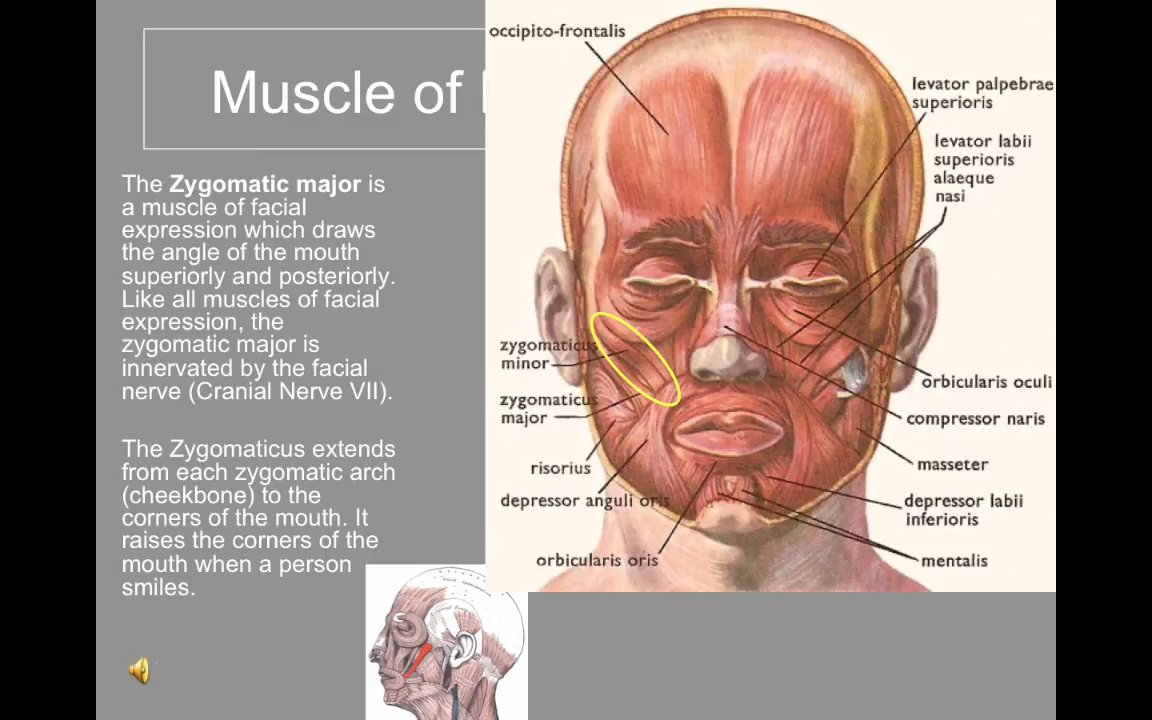 Muscle of
The Zygomatic major is
a muscle of facial
expression which draws
the angle of the mouth
superiorly and posteriorly.
Like all muscles of facial
expression, the
zygomatic major is
innervated by the facial
nerve (Cranial Nerve VII).
The Zygomaticus extends
from each zygomatic arch
(cheekbone) to the
corners of the mouth. It
raises the corners of the
mouth when a person
smiles.
occipito-frontalis
levator palpebrae
superioris
levator labii
superioris
alaeque
nasi
zygomaticus
minor
zygomaticus
major
risorius
depressor anguli oris
orbicularis oris
orbicularis oculi
compressor naris
masseter
depressor labii
inferioris
mentalis